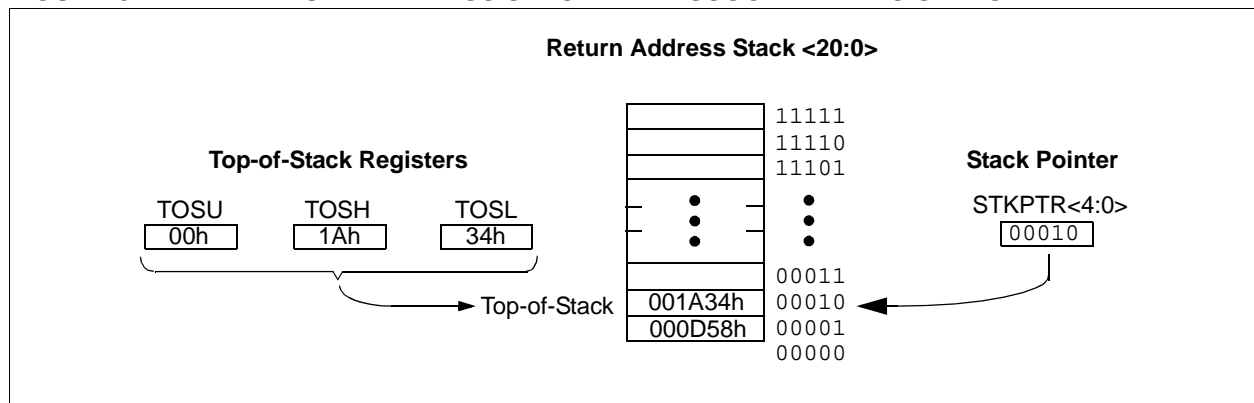 Return Address Stack <20:0>
11111
11110
Top-of-Stack Registers
11101
Stack Pointer
TOSU
TOSH
TOSL
STKPTR<4:0>
00h
1Ah
34h
00010
00011
Top-of-Stack
001A34h
00010
000D58h
00001
00000